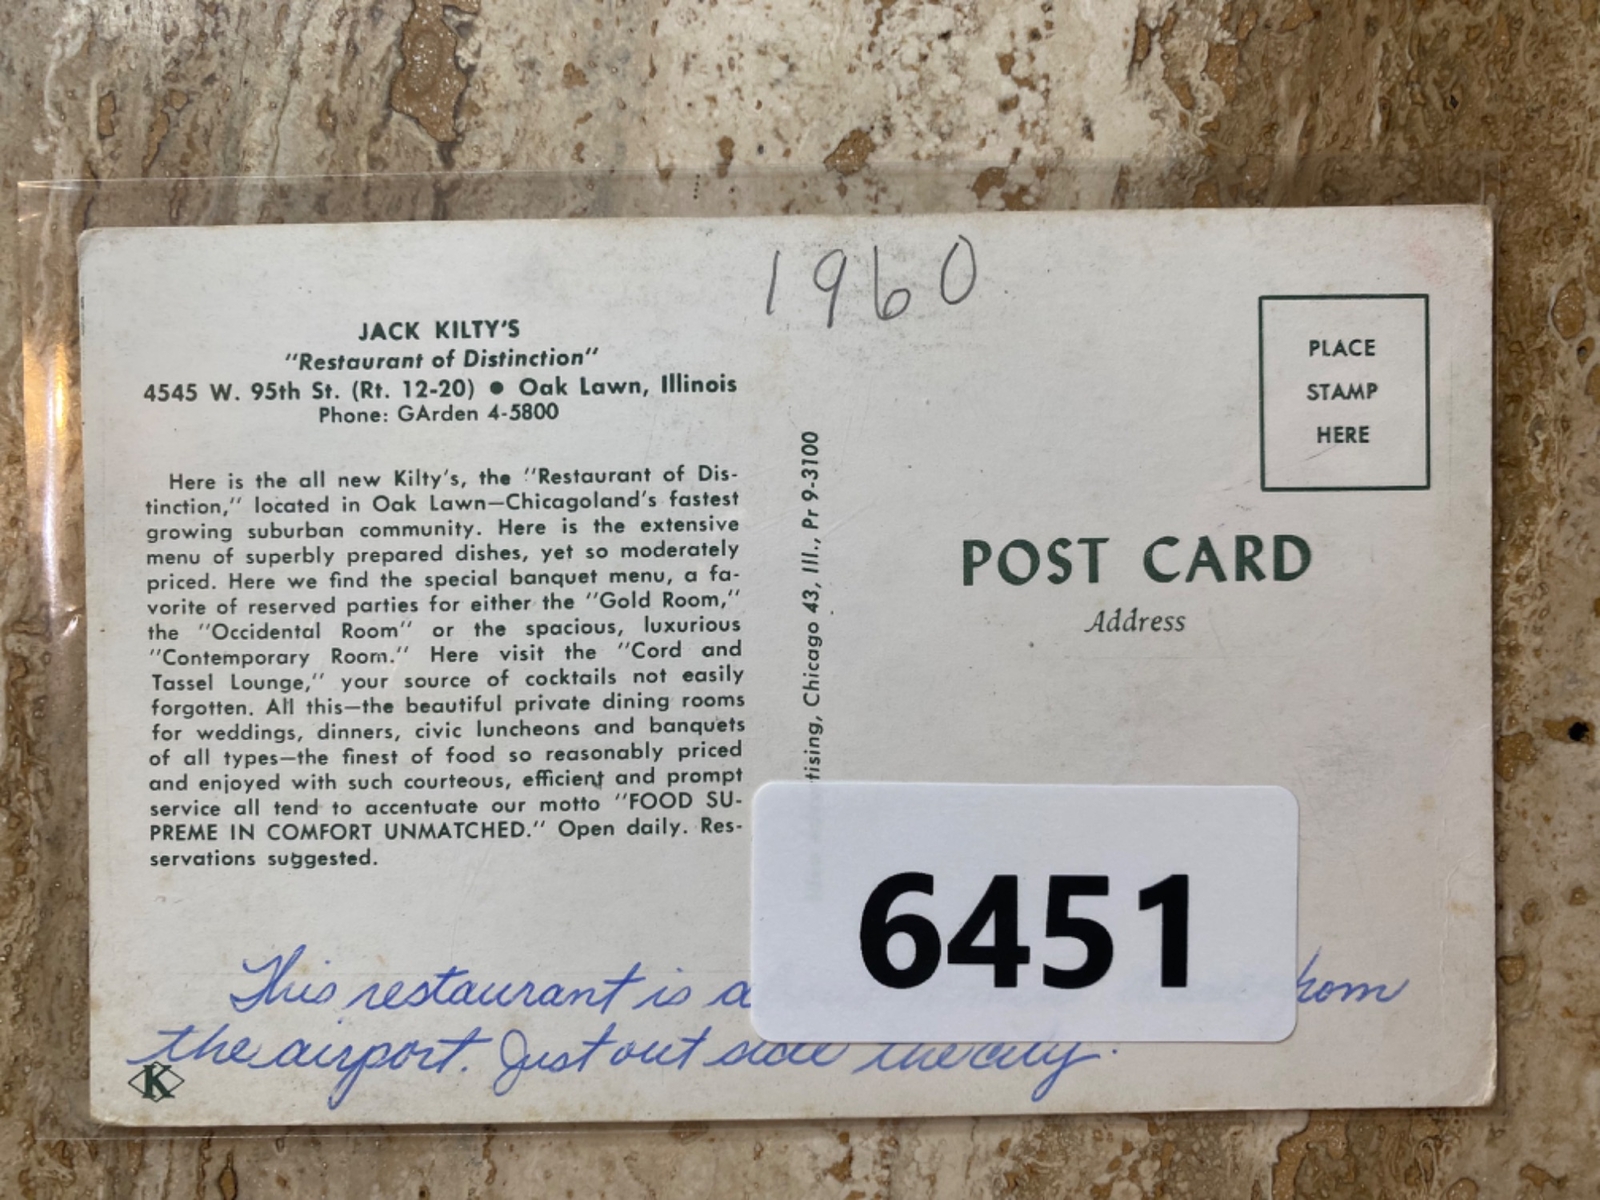 1960
JACK KILTY'S
"Restaurant of Distinction"
4545 W. 95th St. (Rt. 12-20) ● Oak Lawn, Illinois
Phone: GArden 4-5800
Here is the all new Kilty's, the "Restaurant of Dis-
tinction," located in Oak Lawn—Chicagoland's fastest
growing suburban community. Here is the extensive
menu of superbly prepared dishes, yet so moderately
priced. Here we find the special banquet menu, a fa-
vorite of reserved parties for either the "Gold Room,"
the "Occidental Room" or the spacious, luxurious
"Contemporary Room." Here visit the "Cord and
Tassel Lounge," your source of cocktails not easily
forgotten. All this—the beautiful private dining rooms
for weddings, dinners, civic luncheons and banquets
of all types—the finest of food so reasonably priced
and enjoyed with such courteous, efficient and prompt
service all tend to accentuate our motto "FOOD SU-
PREME IN COMFORT UNMATCHED." Open daily. Res-
servations suggested.
tising, Chicago 43, Ill., Pr 9-3100
PLACE
STAMP
HERE
POST CARD
Address
6451
This restaurant is a from
the airport. Just out side the city.
K